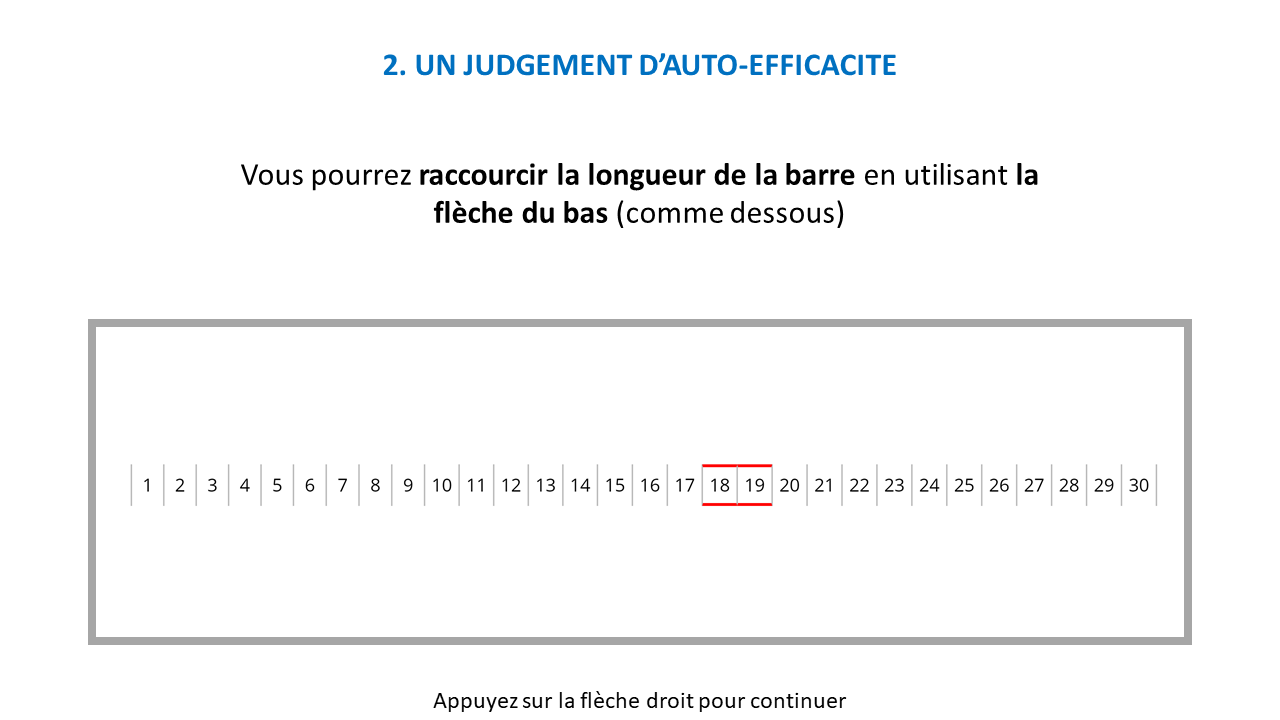 2. UN JUDGEMENT D’AUTO-EFFICACITE
Vous pourrez raccourcir la longueur de la barre en utilisant la
flèche du bas (comme dessous)
1 2 3 4 5 6 7 8 9 10 11 12 13 14 15 16 17 18 19 20 21 22 23 24 25 26 27 28 29 30
Appuyez sur la flèche droit pour continuer